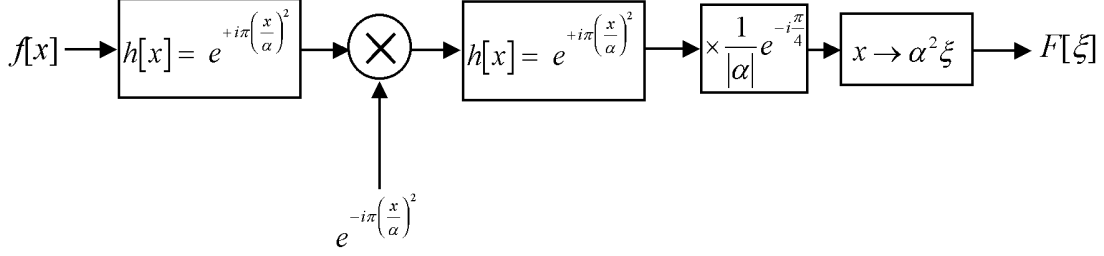 f[x]
h[x] = e^{+iπ(x/α)^2}
h[x] = e^{+iπ(x/α)^2}
× 1/|α| e^{-iπ/4}
x → α^2 ξ
F[ξ]
e^{-iπ(x/α)^2}